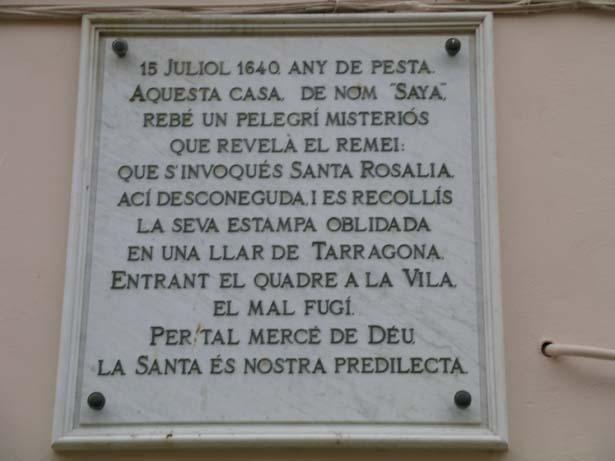 15 JULIOL 1640, ANY DE PESTA.
AQUESTA CASA, DE NOM "SAYA",
REBÉ UN PELEGRÍ MISTERIÓS
QUE REVELÀ EL REMEI:
QUE S'INVOQUÉS SANTA ROSALIA,
ACÍ DESCONEGUDA, I ES RECOLLÍS
LA SEVA ESTAMPA OBLIDADA
EN UNA LLAR DE TARRAGONA.
ENTRANT EL QUADRE A LA VILA,
EL MAL FUGÍ.
PER TAL MERCÉ DE DÉU,
LA SANTA ÉS NOSTRA PREDILECTA.